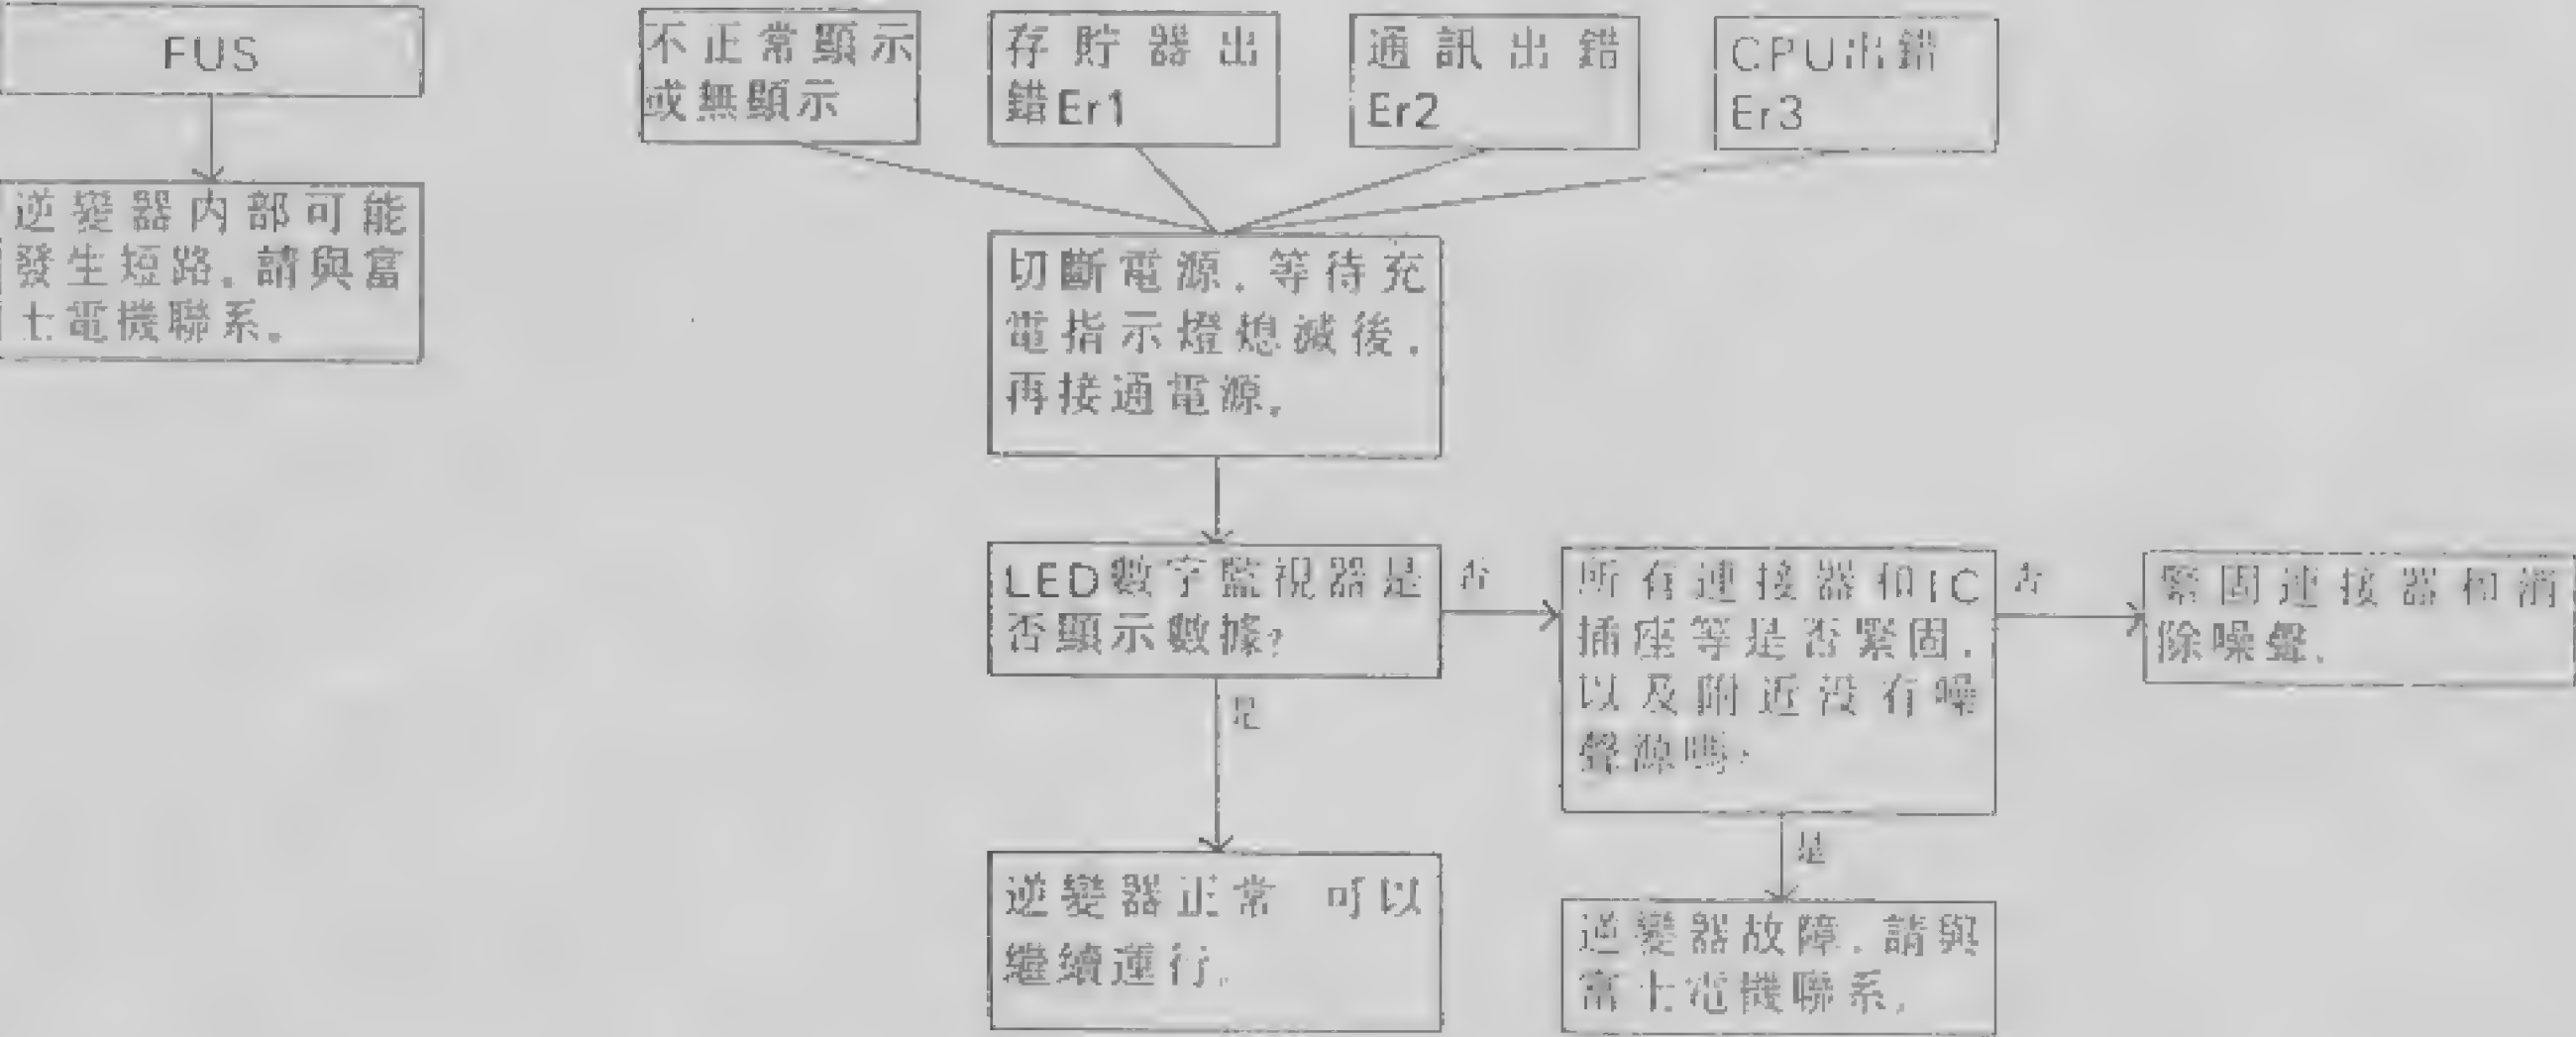 FUS
逆變器内部可能
發生短路。請與富
士電機聯系。
不正常顯示
或無顯示
存貯器出
錯Er1
通訊出錯
Er2
CPU出錯
Er3
切斷電源，等待充
電指示燈熄滅後，
再接通電源。
LED數字監視器是
否顯示數據？
否
所有連接器和IC
插座等是否緊固，
以及附近没有噪
聲源嗎？
否
緊固連接器和消
除噪聲。
是
逆變器正常 可以
繼續運行。
是
逆變器故障，請與
富士電機聯系。